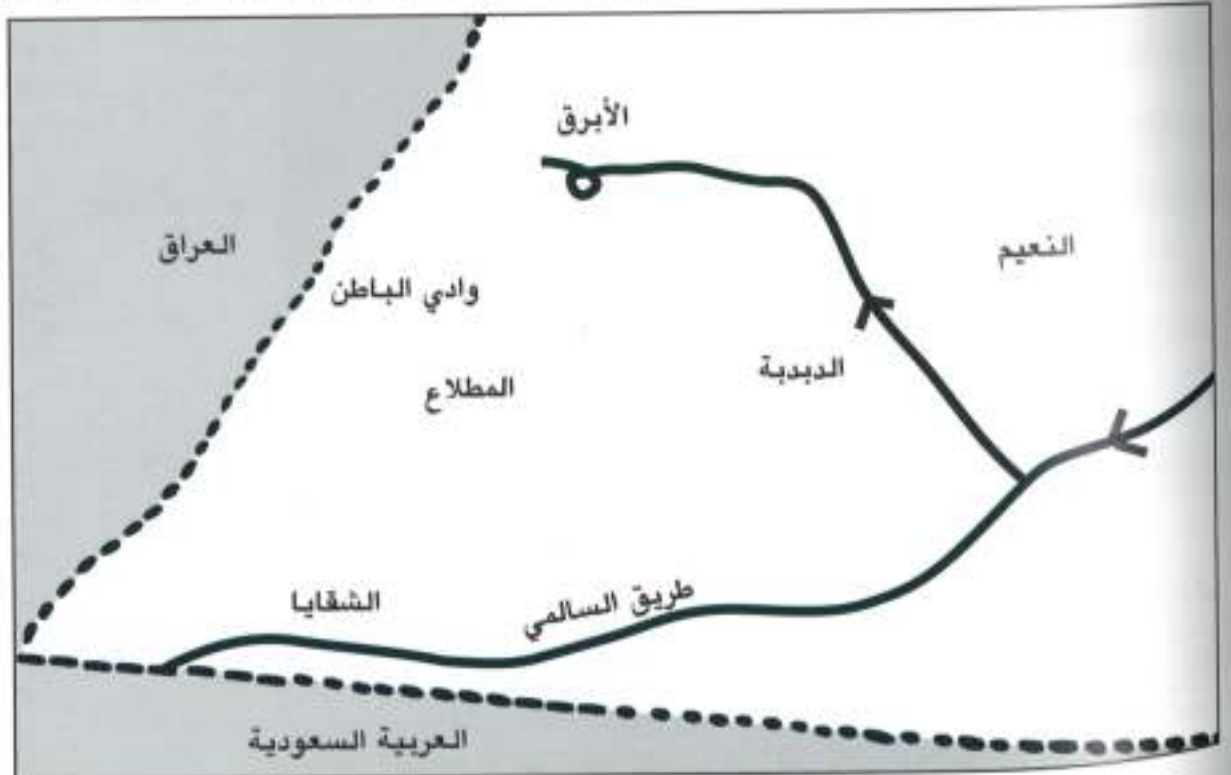 الأبرق
العراق
النعيم
وادي الباطن
الدبدبة
المطلاع
الشقايا
طريق السالمي
العربية السعودية